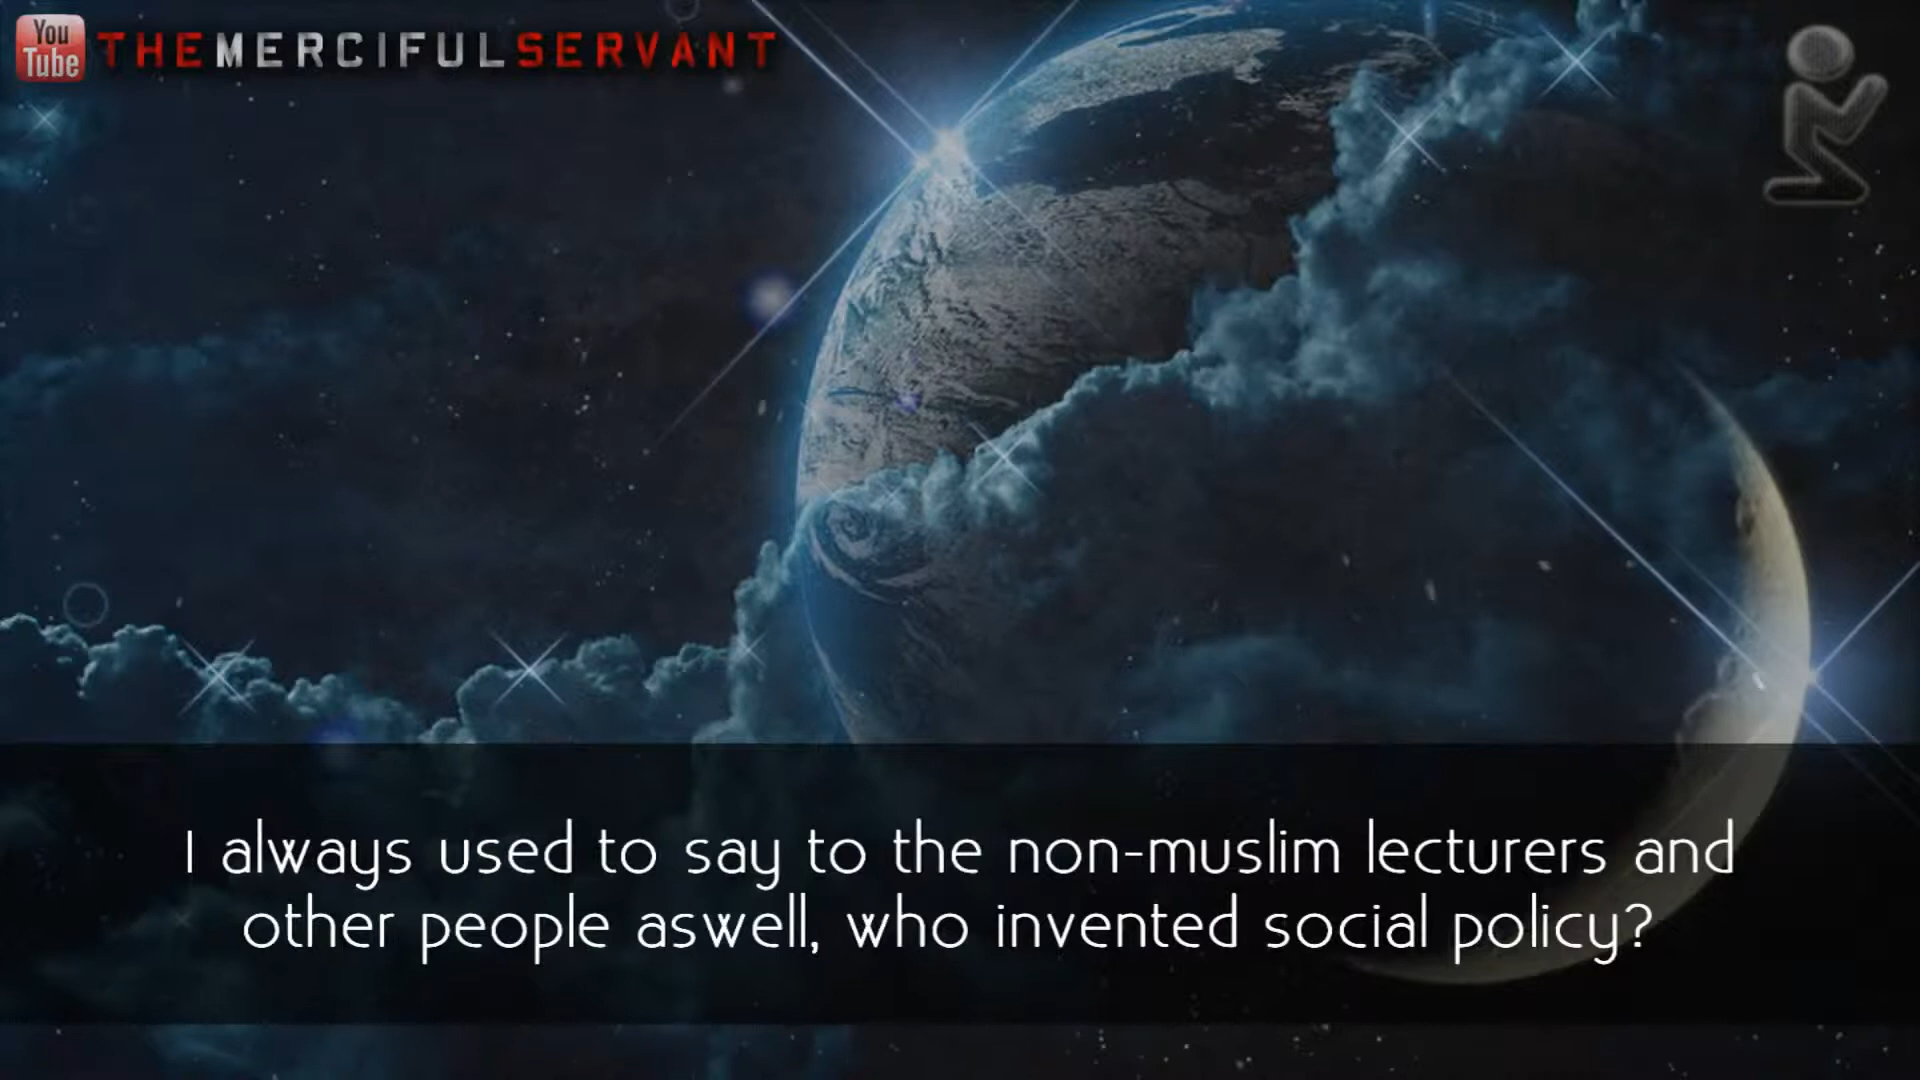 You
Tube
THEMERCIFULSERVANT
I always used to say to the non-muslim lecturers and
other people aswell, who invented social policy?